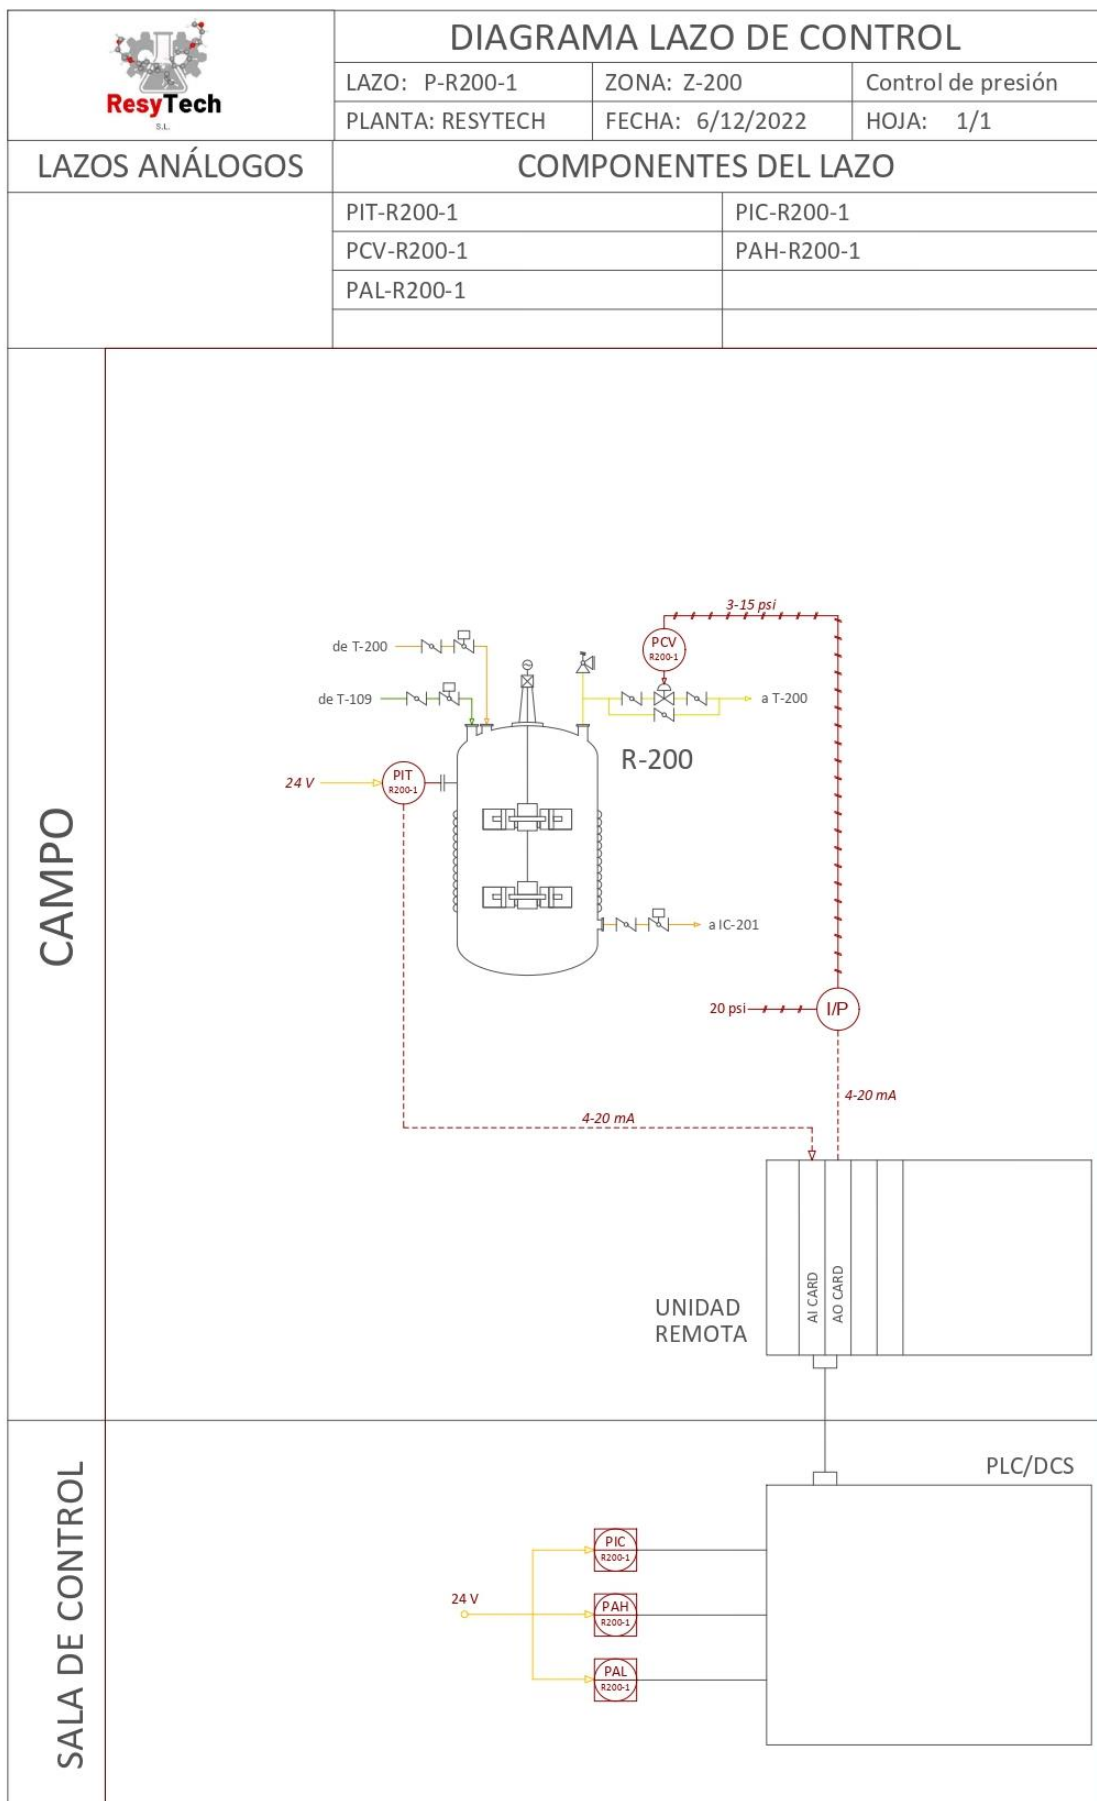 DIAGRAMA LAZO DE CONTROL
ResyTech
S.L.
LAZO: P-R200-1
ZONA: Z-200
Control de presión
PLANTA: RESYTECH
FECHA: 6/12/2022
HOJA: 1/1
LAZOS ANÁLOGOS
COMPONENTES DEL LAZO
PIT-R200-1
PIC-R200-1
PCV-R200-1
PAH-R200-1
PAL-R200-1
CAMPO
3-15 psi
de T-200
PCV
R200-1
de T-109
a T-200
R-200
24 V
PIT
R200-1
a IC-201
20 psi
I/P
4-20 mA
4-20 mA
AI CARD
AO CARD
UNIDAD
REMOTA
SALA DE CONTROL
PLC/DCS
PIC
R200-1
24 V
PAH
R200-1
PAL
R200-1